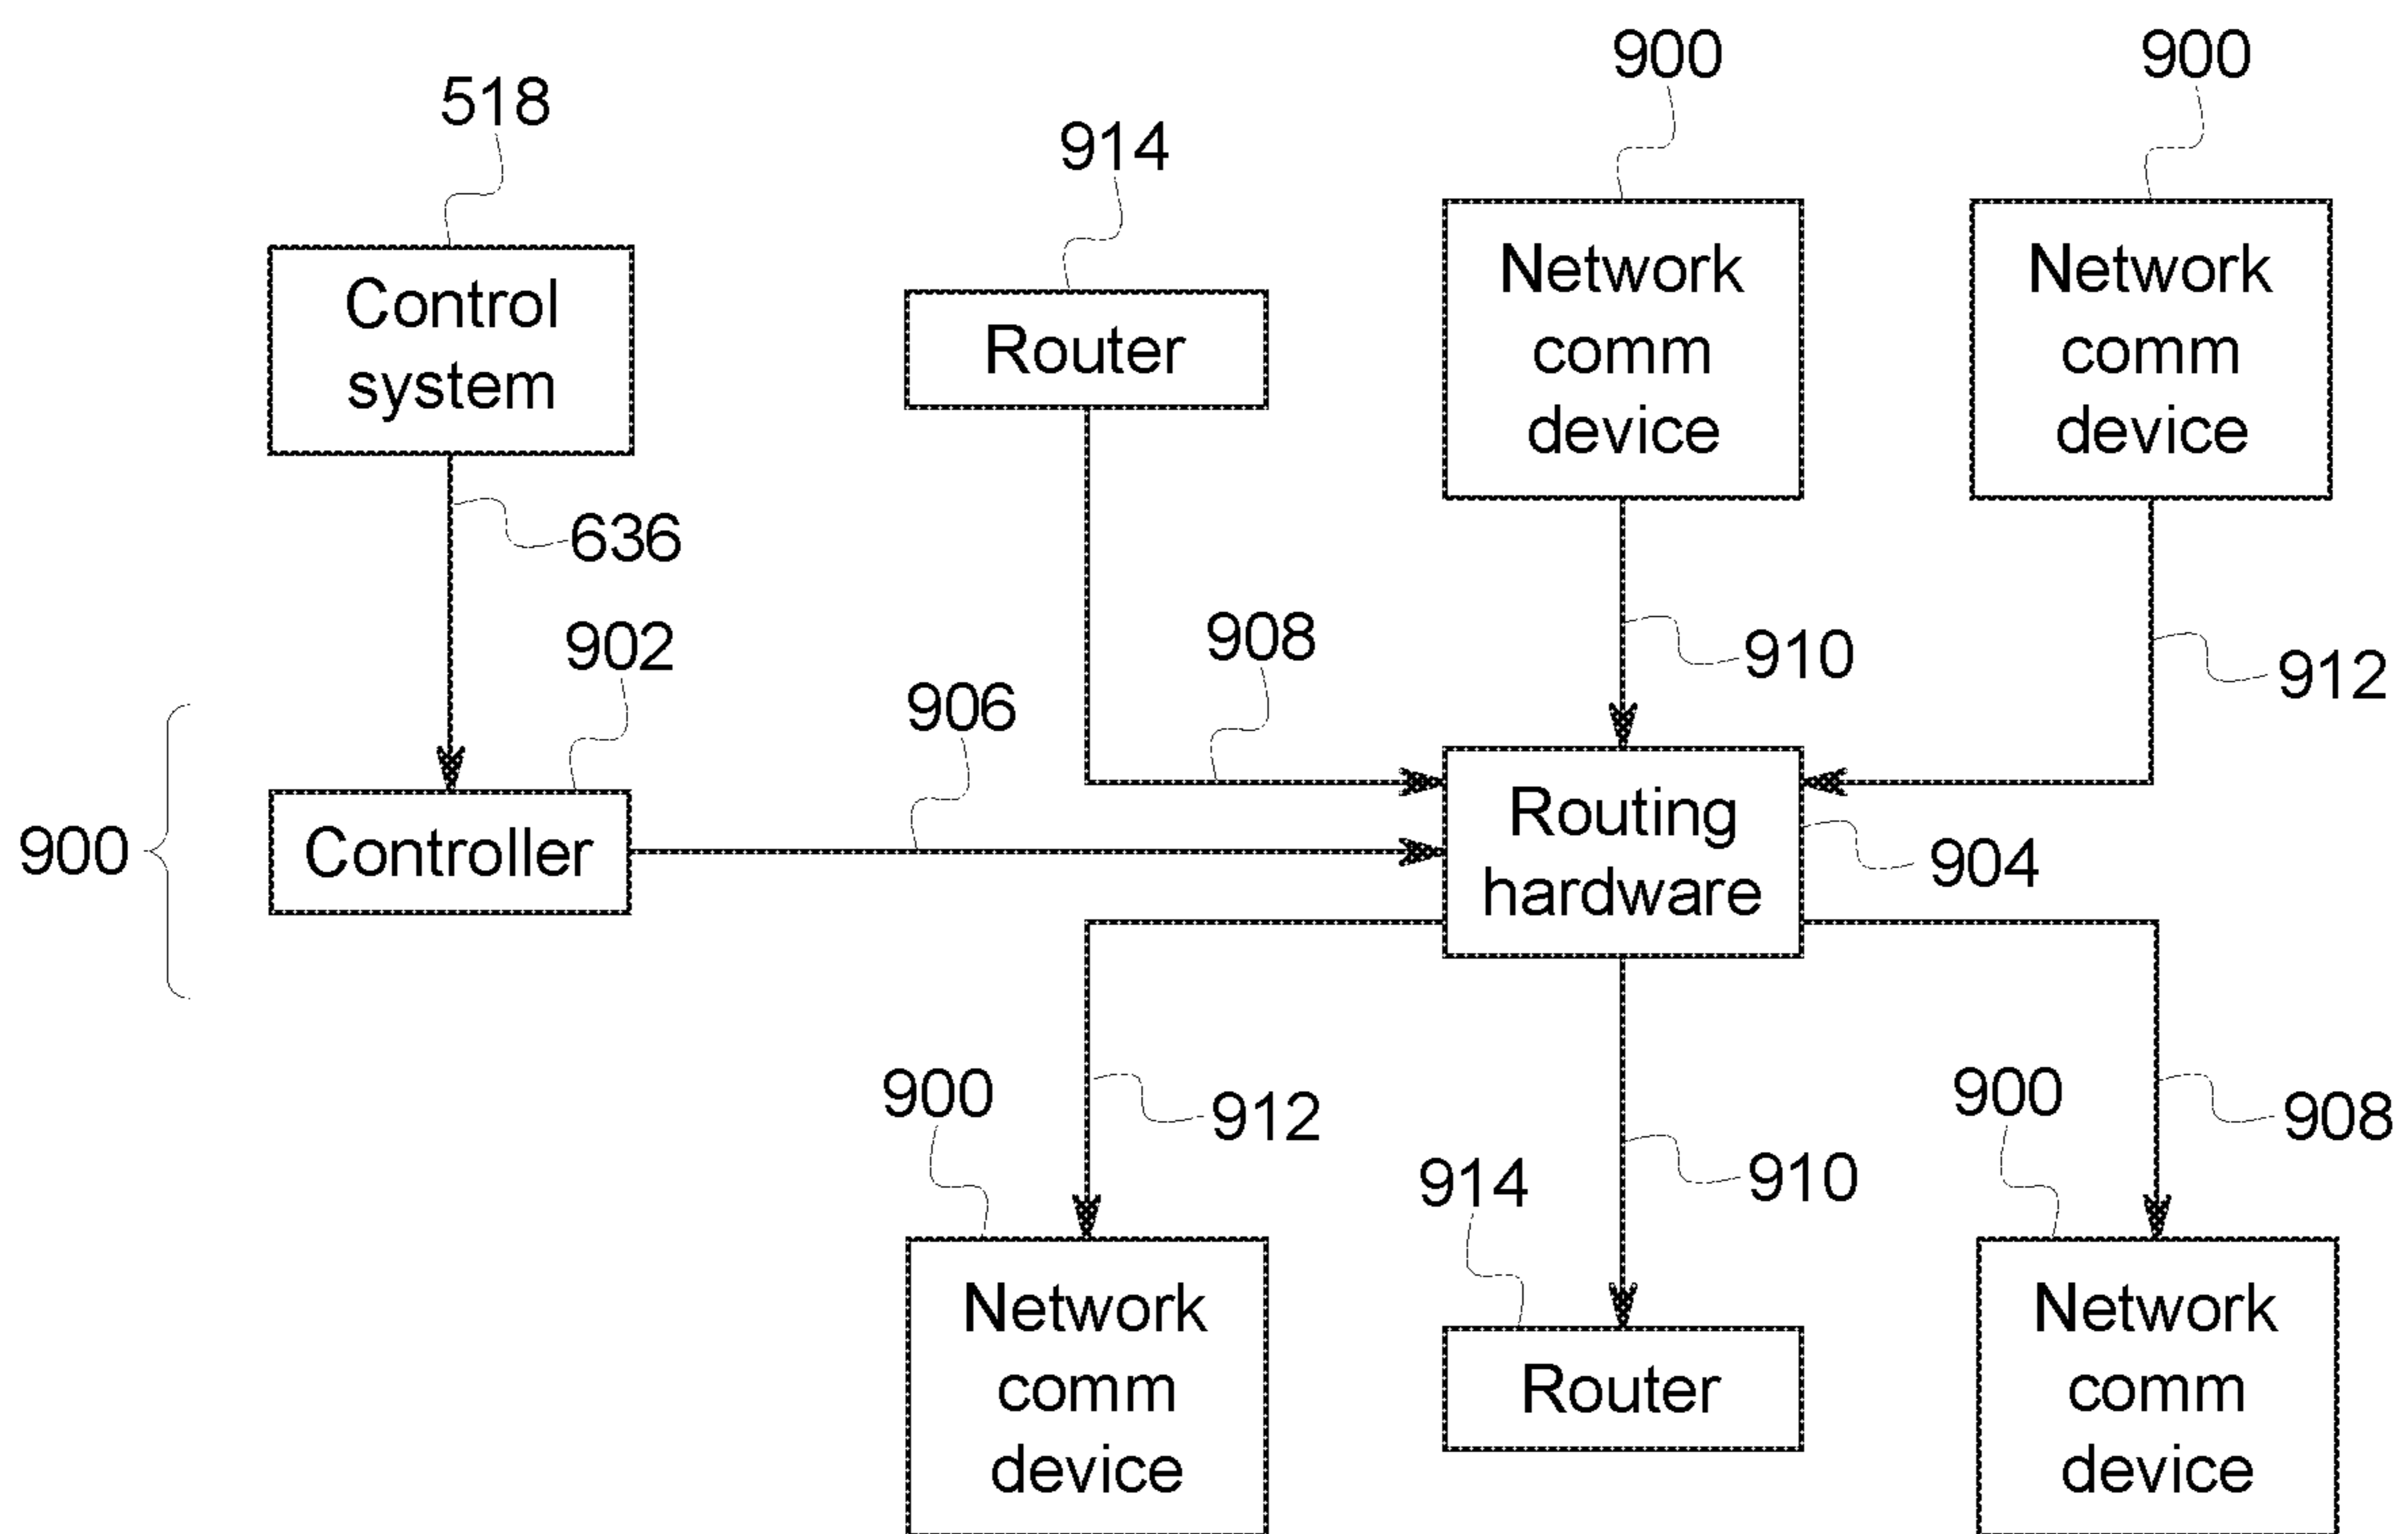 900
900
518
914
Control
system
Router
Network
comm
device
Network
comm
device
636
902
908
910
912
906
900
Controller
Routing
hardware
904
900
912
914
910
900
908
Network
comm
device
Router
Network
comm
device